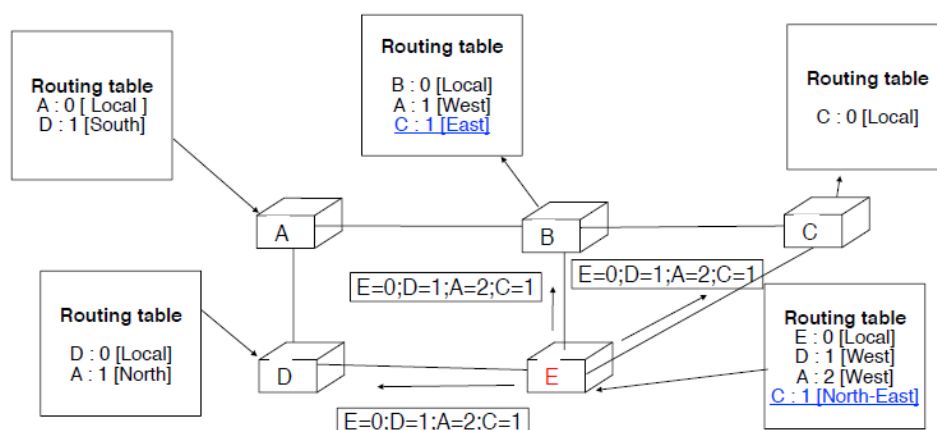 Routing table
A : 0 [ Local ]
D : 1 [South]
Routing table
B : 0 [Local]
A : 1 [West]
C : 1 [East]
Routing table
C : 0 [Local]
A
B
C
E=0;D=1;A=2;C=1
E=0;D=1;A=2;C=1
Routing table
D : 0 [Local]
A : 1 [North]
D
E
Routing table
E : 0 [Local]
D : 1 [West]
A : 2 [West]
C : 1 [North-East]
E=0;D=1;A=2;C=1